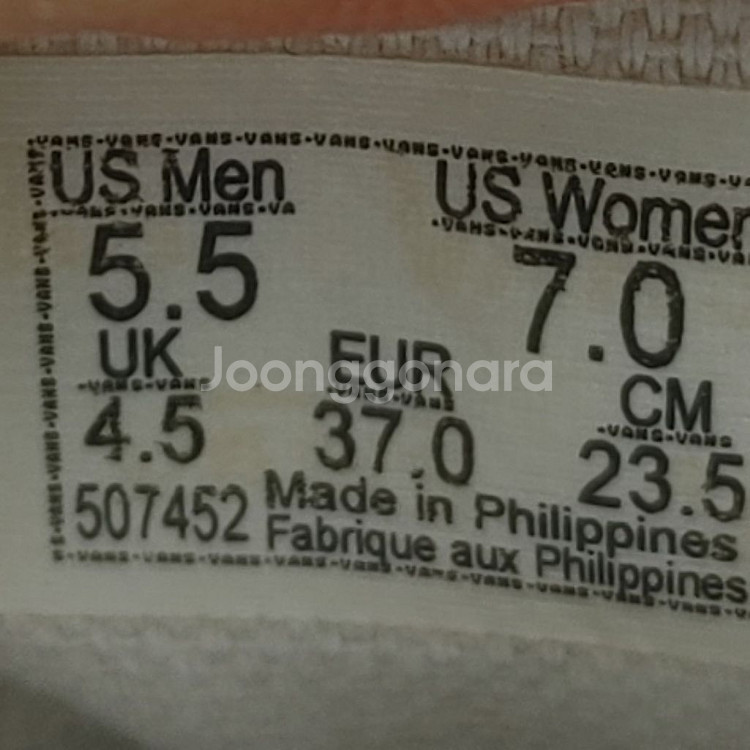 -VANS-VANS-VANS-VANS-VANS-VANS-VANS-VANS-VANS-VANS
US Men US Women
5.5 7.0
UK EUR CM
4.5 37.0 23.5
507452 Made in Philippines
Fabrique aux Philippines
Joonggonara